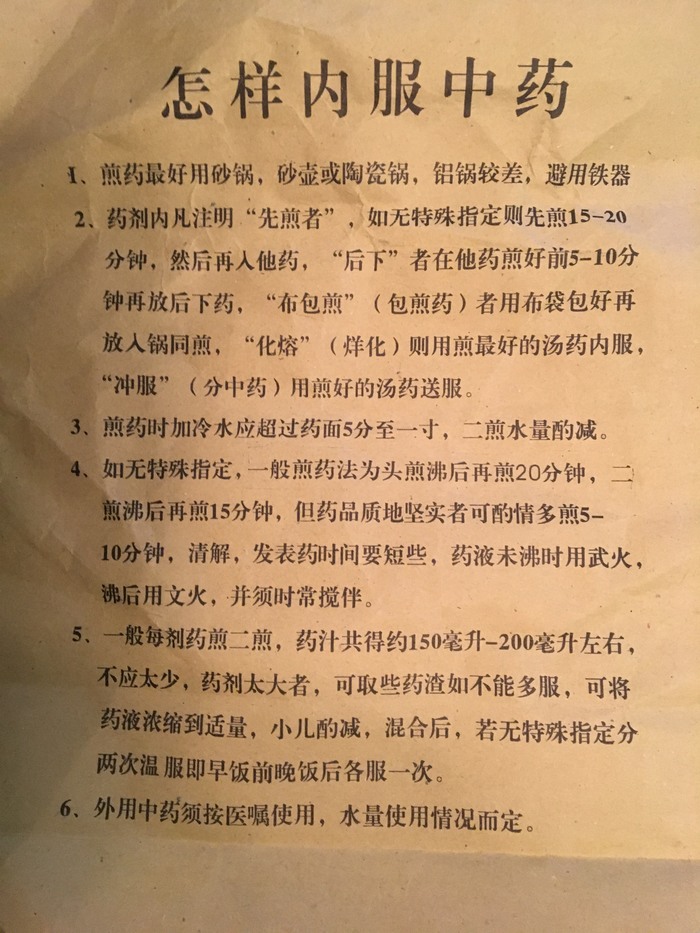 怎样内服中药
1、煎药最好用砂锅，砂壶或陶瓷锅，铝锅较差，避用铁器
2、药剂内凡注明“先煎者”，如无特殊指定则先煎15-20
分钟，然后再入他药，“后下”者在他药煎好前5-10分
钟再放后下药，“布包煎”（包煎药）者用布袋包好再
放入锅同煎，“化熔”（烊化）则用煎最好的汤药内服，
“冲服”（分中药）用煎好的汤药送服。
3、煎药时加冷水应超过药面5分至一寸，二煎水量酌减。
4、如无特殊指定，一般煎药法为头煎沸后再煎20分钟，二
煎沸后再煎15分钟，但药品质地坚实者可酌情多煎5-
10分钟，清解，发表药时间要短些，药液未沸时用武火，
沸后用文火，并须时常搅伴。
5、一般每剂药煎二煎，药汁共得约150毫升-200毫升左右，
不应太少，药剂太大者，可取些药渣如不能多服，可将
药液浓缩到适量，小儿酌减，混合后，若无特殊指定分
两次温服即早饭前晚饭后各服一次。
6、外用中药须按医嘱使用，水量使用情况而定。